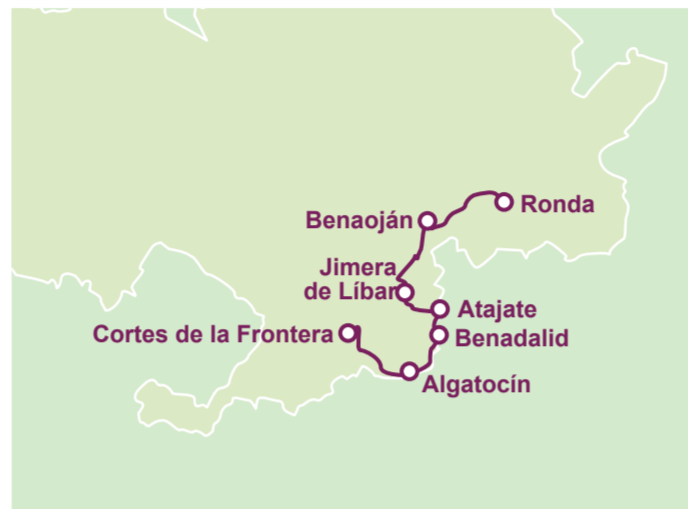 Ronda
Benaoján
Jimera
de Líbar
Atajate
Cortes de la Frontera
Benadalid
Algatocín